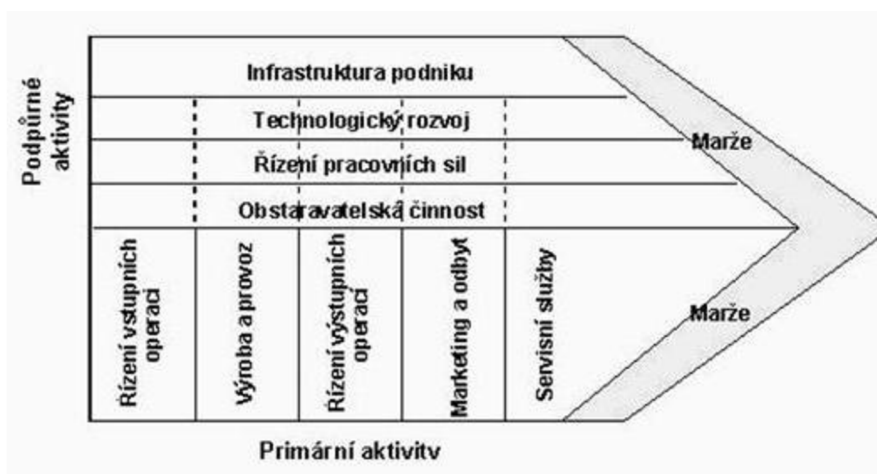 Podpůrné
aktivity
Infrastruktura podniku
Technologický rozvoj
Řízení pracovních sil
Obstaravatelská činnost
Marže
Řízení vstupních
operací
Výroba a provoz
Řízení výstupních
operací
Marketing a odbyt
Servisní služby
Marže
Primární aktivity